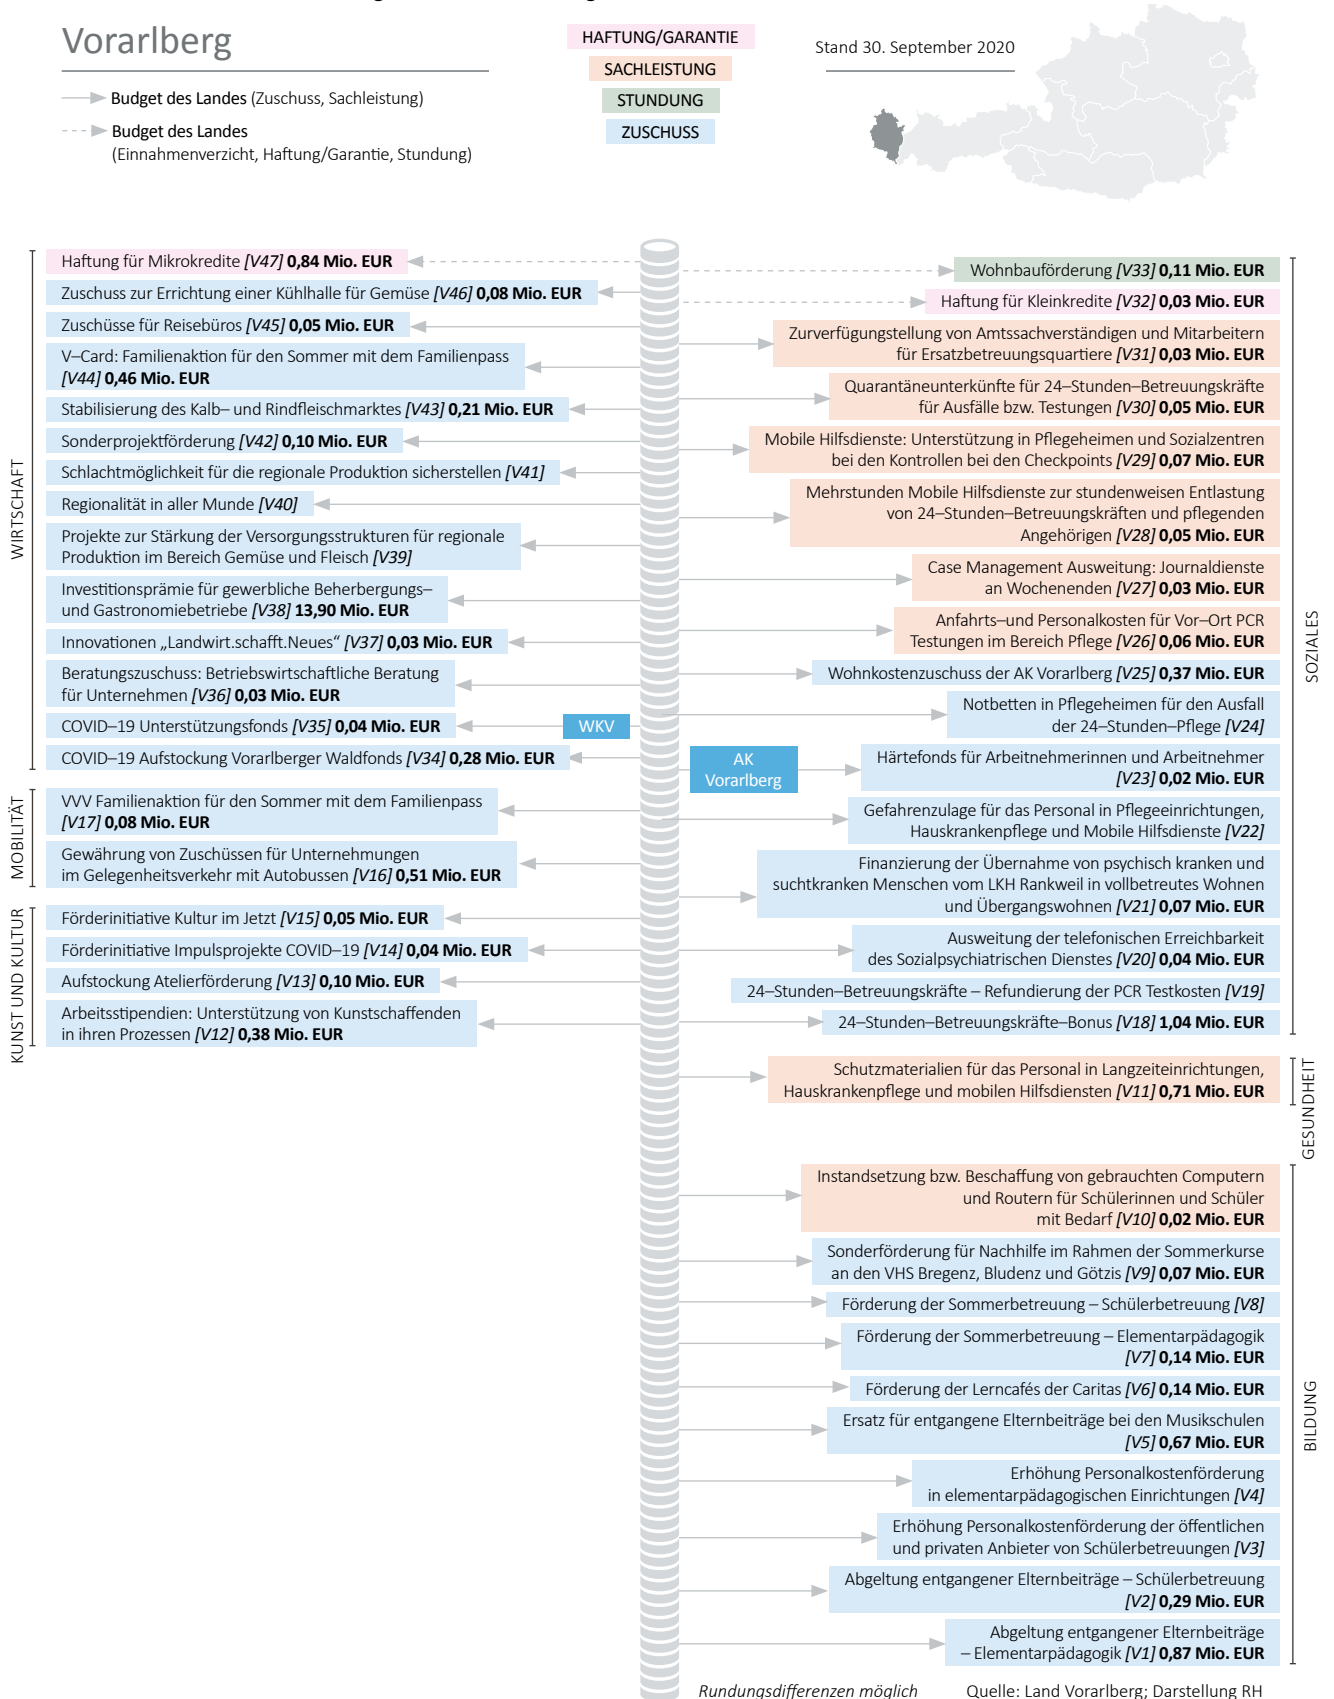 Vorarlberg
Budget des Landes (Zuschuss, Sachleistung)
Budget des Landes
(Einnahmenverzicht, Haftung/Garantie, Stundung)
HAFTUNG/GARANTIE
SACHLEISTUNG
STUNDUNG
ZUSCHUSS
Stand 30. September 2020
WIRTSCHAFT
Haftung für Mikrokredite [V47] 0,84 Mio. EUR
Zuschuss zur Errichtung einer Kühlhalle für Gemüse [V46] 0,08 Mio. EUR
Zuschüsse für Reisebüros [V45] 0,05 Mio. EUR
V–Card: Familienaktion für den Sommer mit dem Familienpass
[V44] 0,46 Mio. EUR
Stabilisierung des Kalb– und Rindfleischmarktes [V43] 0,21 Mio. EUR
Sonderprojektförderung [V42] 0,10 Mio. EUR
Schlachtmöglichkeit für die regionale Produktion sicherstellen [V41]
Regionalität in aller Munde [V40]
Projekte zur Stärkung der Versorgungsstrukturen für regionale
Produktion im Bereich Gemüse und Fleisch [V39]
Investitionsprämie für gewerbliche Beherbergungs–
und Gastronomiebetriebe [V38] 13,90 Mio. EUR
Innovationen „Landwirt.schafft.Neues“ [V37] 0,03 Mio. EUR
Beratungszuschuss: Betriebswirtschaftliche Beratung
für Unternehmen [V36] 0,03 Mio. EUR
COVID–19 Unterstützungsfonds [V35] 0,04 Mio. EUR
WKV
COVID–19 Aufstockung Vorarlberger Waldfonds [V34] 0,28 Mio. EUR
MOBILITÄT
VVV Familienaktion für den Sommer mit dem Familienpass
[V17] 0,08 Mio. EUR
Gewährung von Zuschüssen für Unternehmungen
im Gelegenheitsverkehr mit Autobussen [V16] 0,51 Mio. EUR
KUNST UND KULTUR
Förderinitiative Kultur im Jetzt [V15] 0,05 Mio. EUR
Förderinitiative Impulsprojekte COVID–19 [V14] 0,04 Mio. EUR
Aufstockung Atelierförderung [V13] 0,10 Mio. EUR
Arbeitsstipendien: Unterstützung von Kunstschaffenden
in ihren Prozessen [V12] 0,38 Mio. EUR
SOZIALES
Wohnbauförderung [V33] 0,11 Mio. EUR
Haftung für Kleinkredite [V32] 0,03 Mio. EUR
Zurverfügungstellung von Amtssachverständigen und Mitarbeitern
für Ersatzbetreuungsquartiere [V31] 0,03 Mio. EUR
Quarantäneunterkünfte für 24–Stunden–Betreuungskräfte
für Ausfälle bzw. Testungen [V30] 0,05 Mio. EUR
Mobile Hilfsdienste: Unterstützung in Pflegeheimen und Sozialzentren
bei den Kontrollen bei den Checkpoints [V29] 0,07 Mio. EUR
Mehrstunden Mobile Hilfsdienste zur stundenweisen Entlastung
von 24–Stunden–Betreuungskräften und pflegenden
Angehörigen [V28] 0,05 Mio. EUR
Case Management Ausweitung: Journaldienste
an Wochenenden [V27] 0,03 Mio. EUR
Anfahrts–und Personalkosten für Vor–Ort PCR
Testungen im Bereich Pflege [V26] 0,06 Mio. EUR
Wohnkostenzuschuss der AK Vorarlberg [V25] 0,37 Mio. EUR
Notbetten in Pflegeheimen für den Ausfall
der 24–Stunden–Pflege [V24]
AK
Vorarlberg
Härtefonds für Arbeitnehmerinnen und Arbeitnehmer
[V23] 0,02 Mio. EUR
Gefahrenzulage für das Personal in Pflegeeinrichtungen,
Hauskrankenpflege und Mobile Hilfsdienste [V22]
Finanzierung der Übernahme von psychisch kranken und
suchtkranken Menschen vom LKH Rankweil in vollbetreutes Wohnen
und Übergangswohnen [V21] 0,07 Mio. EUR
Ausweitung der telefonischen Erreichbarkeit
des Sozialpsychiatrischen Dienstes [V20] 0,04 Mio. EUR
24–Stunden–Betreuungskräfte – Refundierung der PCR Testkosten [V19]
24–Stunden–Betreuungskräfte–Bonus [V18] 1,04 Mio. EUR
GESUNDHEIT
Schutzmaterialien für das Personal in Langzeiteinrichtungen,
Hauskrankenpflege und mobilen Hilfsdiensten [V11] 0,71 Mio. EUR
BILDUNG
Instandsetzung bzw. Beschaffung von gebrauchten Computern
und Routern für Schülerinnen und Schüler
mit Bedarf [V10] 0,02 Mio. EUR
Sonderförderung für Nachhilfe im Rahmen der Sommerkurse
an den VHS Bregenz, Bludenz und Götzis [V9] 0,07 Mio. EUR
Förderung der Sommerbetreuung – Schülerbetreuung [V8]
Förderung der Sommerbetreuung – Elementarpädagogik
[V7] 0,14 Mio. EUR
Förderung der Lerncafés der Caritas [V6] 0,14 Mio. EUR
Ersatz für entgangene Elternbeiträge bei den Musikschulen
[V5] 0,67 Mio. EUR
Erhöhung Personalkostenförderung
in elementarpädagogischen Einrichtungen [V4]
Erhöhung Personalkostenförderung der öffentlichen
und privaten Anbieter von Schülerbetreuungen [V3]
Abgeltung entgangener Elternbeiträge – Schülerbetreuung
[V2] 0,29 Mio. EUR
Abgeltung entgangener Elternbeiträge
– Elementarpädagogik [V1] 0,87 Mio. EUR
Rundungsdifferenzen möglich
Quelle: Land Vorarlberg; Darstellung RH